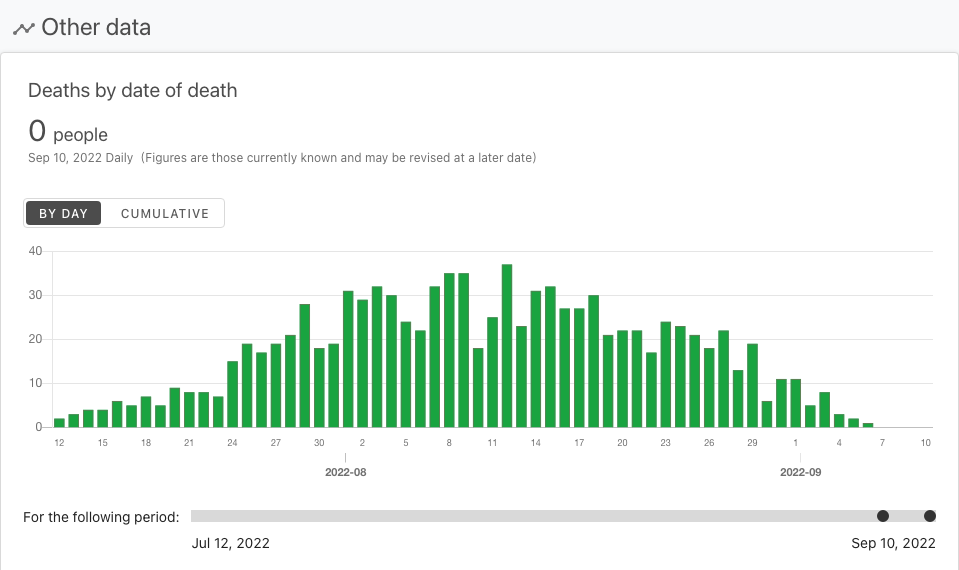 Other data
Deaths by date of death
0 people
Sep 10, 2022 Daily (Figures are those currently known and may be revised at a later date)
BY DAY CUMULATIVE
40
30
20
10
0
12 15 18 21 24 27 30 2 5 8 11 14 17 20 23 26 29 1 4 7 10
2022-08 2022-09
For the following period:
Jul 12, 2022 Sep 10, 2022